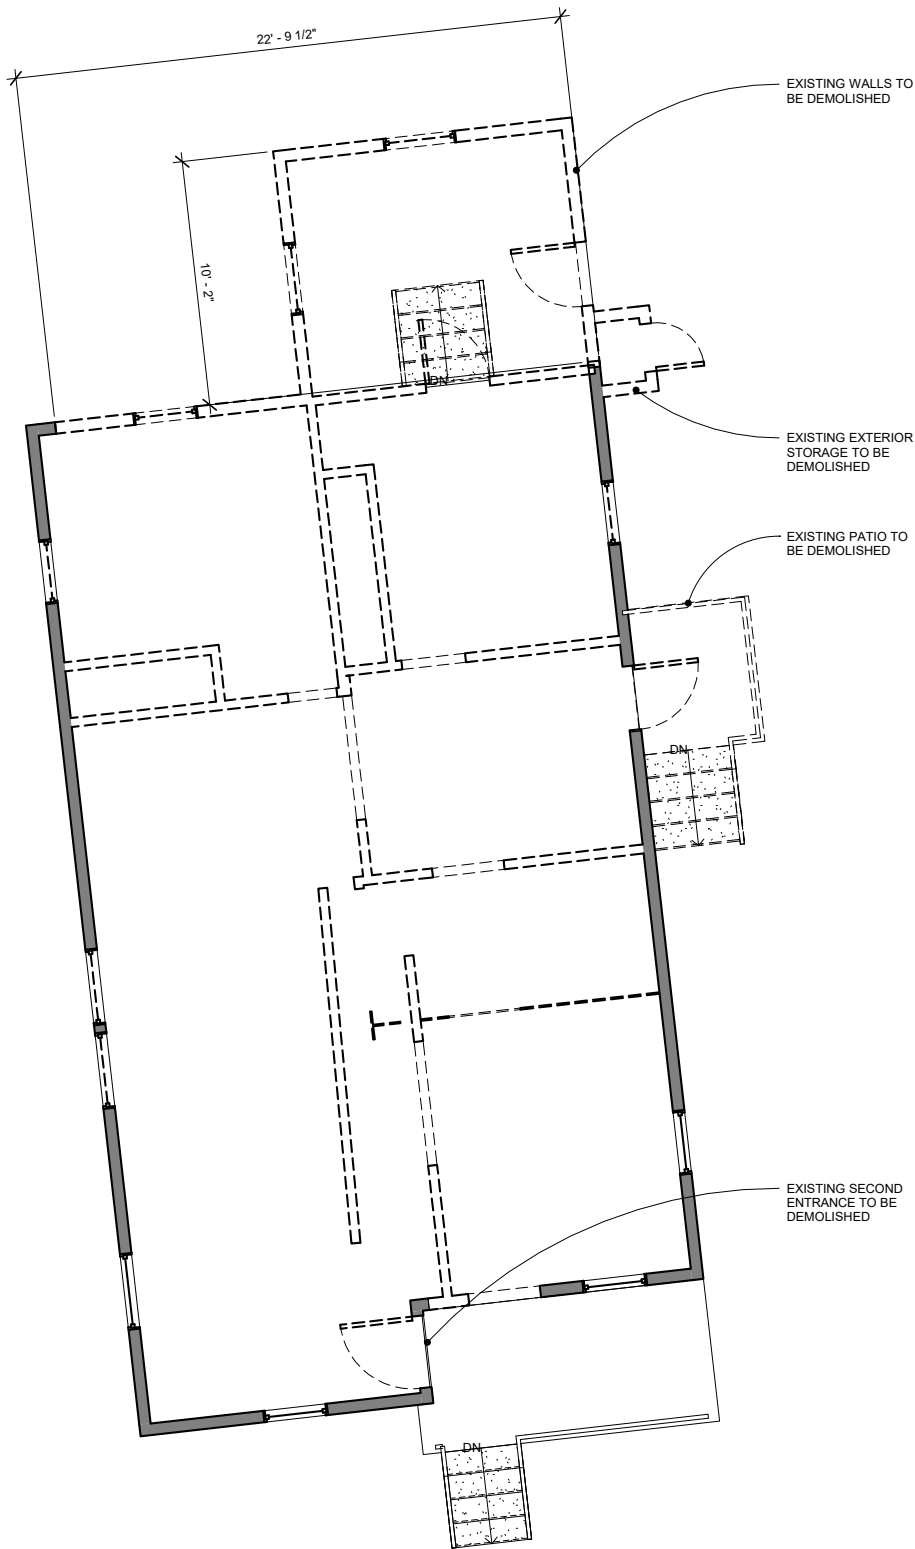 22' - 9 1/2"
EXISTING WALLS TO
BE DEMOLISHED
10' - 2"
DN
EXISTING EXTERIOR
STORAGE TO BE
DEMOLISHED
EXISTING PATIO TO
BE DEMOLISHED
DN
EXISTING SECOND
ENTRANCE TO BE
DEMOLISHED
DN